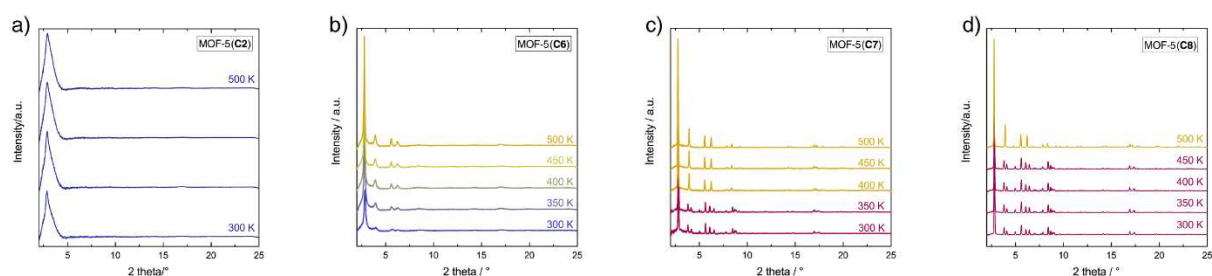 a)
MOF-5(C2)
500 K
300 K
Intensity/a.u.
5 10 15 20 25
2 theta/°
b)
MOF-5(C6)
500 K
450 K
400 K
350 K
300 K
Intensity / a.u.
5 10 15 20 25
2 theta / °
c)
MOF-5(C7)
500 K
450 K
400 K
350 K
300 K
Intensity / a.u.
5 10 15 20 25
2 theta / °
d)
MOF-5(C8)
500 K
450 K
400 K
350 K
300 K
Intensity/a.u.
5 10 15 20 25
2 theta / °